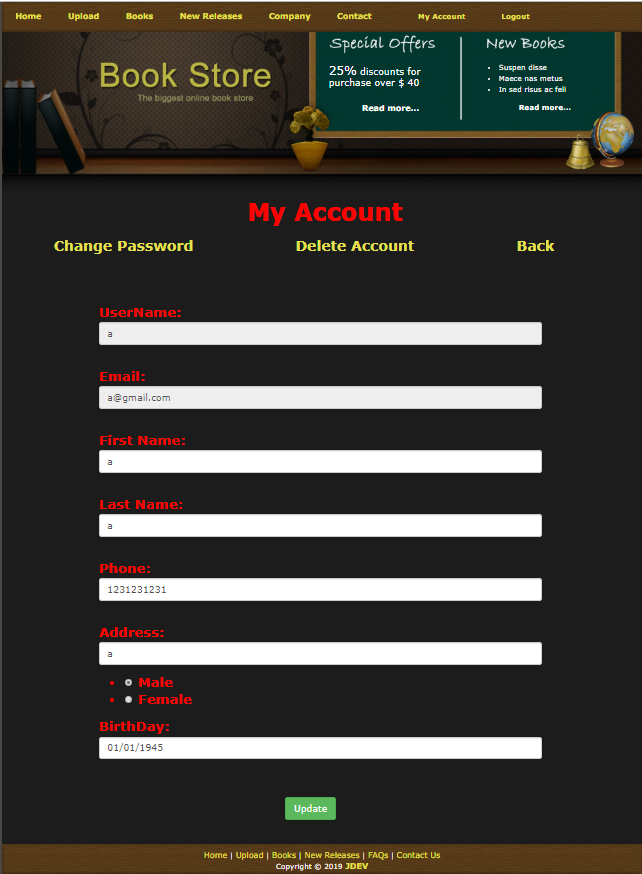 Home Upload Books New Releases Company Contact My Account Logout
Book Store
The biggest online book store
Special Offers
25% discounts for
purchase over $ 40
Read more...
New Books
Suspen disse
Maece nas metus
In sed risus ac feli
Read more...
My Account
Change Password Delete Account Back
UserName:
a
Email:
a@gmail.com
First Name:
a
Last Name:
a
Phone:
1231231231
Address:
a
Male
Female
BirthDay:
01/01/1945
Update
Home | Upload | Books | New Releases | FAQs | Contact Us
Copyright © 2019 JDEV